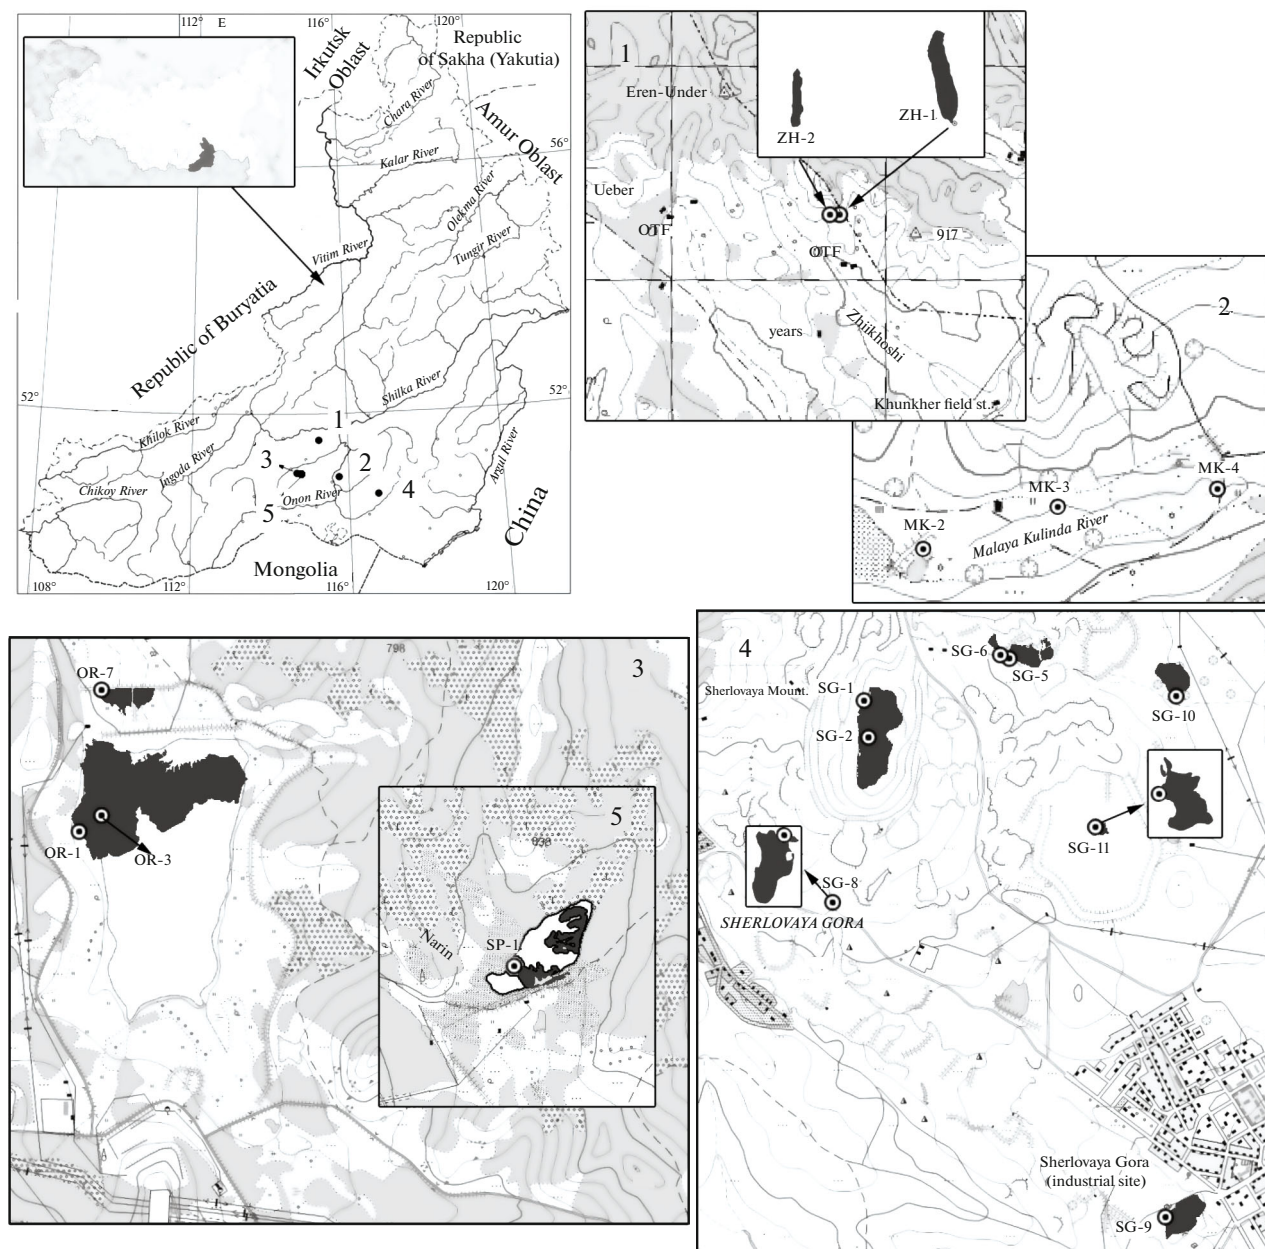 112°
E
116°
120°
Irkutsk
Oblast
Republic
of Sakha (Yakutia)
Chara River
Amur Oblast
56°
Kalar River
Olekma River
Vitim River
Tungir River
Republic of Buryatia
52°
Shilka River
52°
Khilok River
1
Ingoda River
3
2
Argul River
Chikoy River
Onon River
4
5
China
Mongolia
108°
112°
116°
120°
1
Eren-Under
ZH-2
ZH-1
Ueber
OTF
917
OTF
years
Zhiikhoshi
Khunkher field st.
2
MK-4
MK-3
MK-2
Malaya Kulinda River
3
798
OR-7
OR-1
OR-3
5
838
Narin
SP-1
4
SG-6
SG-5
Sherlovaya Mount.
SG-1
SG-10
SG-2
SG-11
SG-8
SHERLOVAYA GORA
Sherlovaya Gora
(industrial site)
SG-9